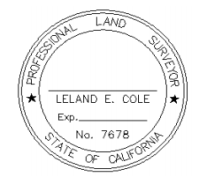 PROFESSIONAL LAND SURVEYOR
LELAND E. COLE
Exp.
No. 7678
STATE OF CALIFORNIA